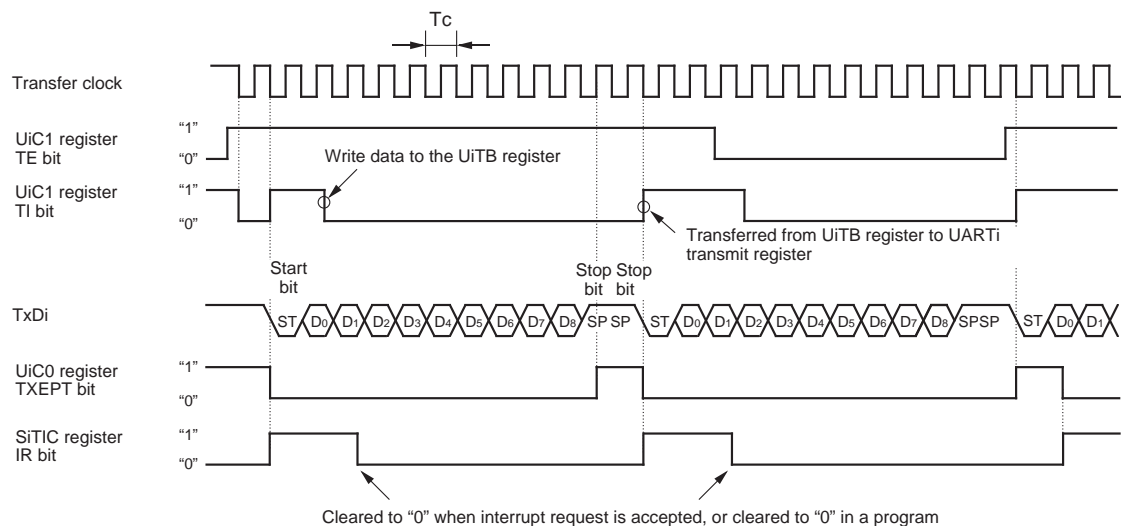 Tc
Transfer clock
UiC1 register
TE bit
“1”
“0”
Write data to the UiTB register
UiC1 register
TI bit
“1”
“0”
Transferred from UiTB register to UARTi
transmit register
Start
bit
Stop
bit
Stop
bit
TxDi
ST D0 D1 D2 D3 D4 D5 D6 D7 D8 SP SP ST D0 D1 D2 D3 D4 D5 D6 D7 D8 SPSP ST D0 D1
UiC0 register
TXEPT bit
“1”
“0”
SiTIC register
IR bit
“1”
“0”
Cleared to “0” when interrupt request is accepted, or cleared to “0” in a program